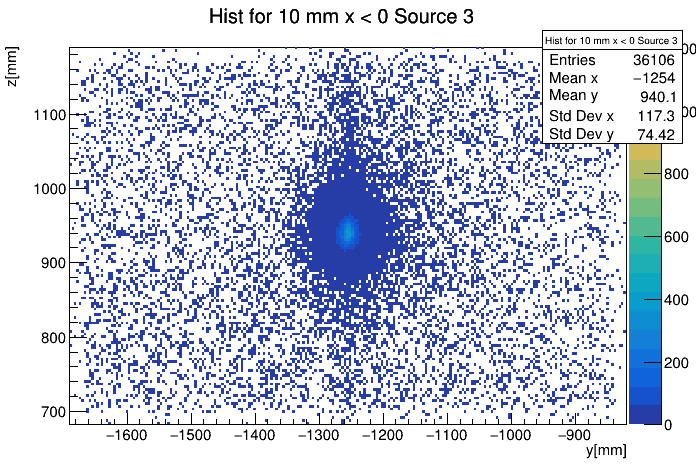 Hist for 10 mm x < 0 Source 3
Hist for 10 mm x < 0 Source 3
Entries 36106
Mean x −1254
Mean y 940.1
Std Dev x 117.3
Std Dev y 74.42
z[mm]
1100
1000
900
800
700
800
600
400
200
0
−1600 −1500 −1400 −1300 −1200 −1100 −1000 −900
y[mm]